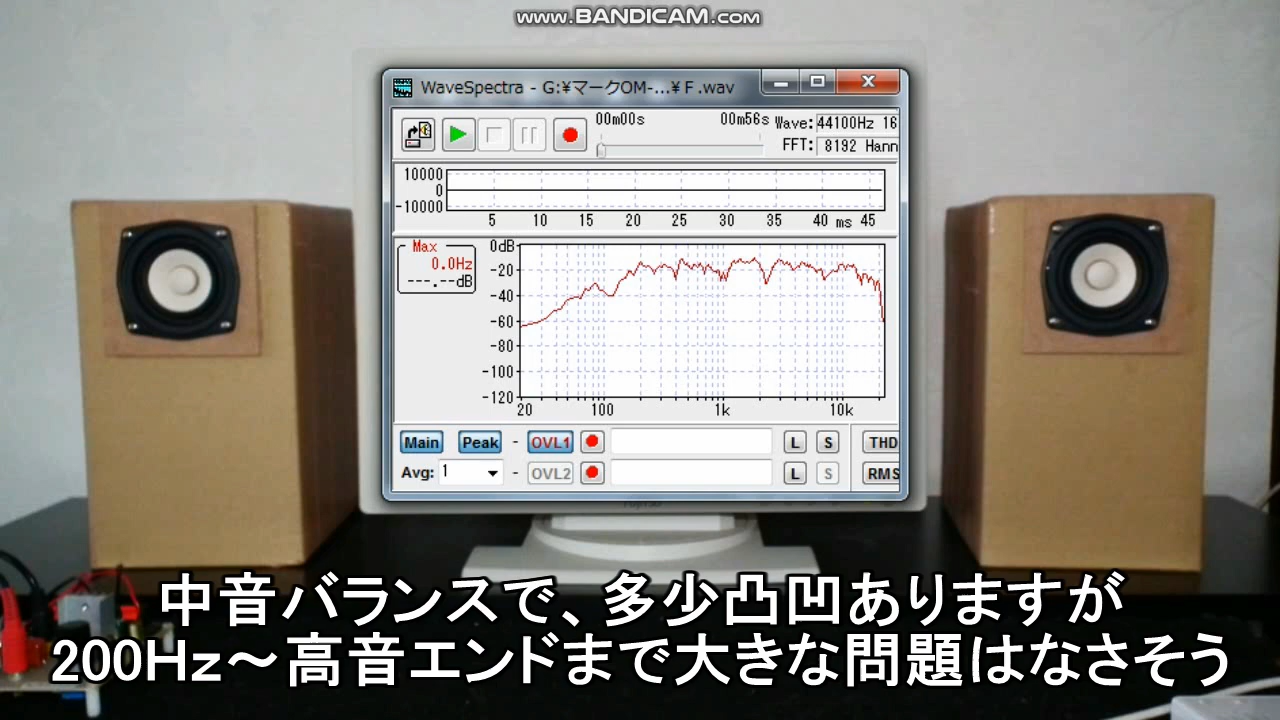 www.BANDICAM.com
WaveSpectra - G:¥マークOM-...¥Ｆ.wav
00m00s 00m56s Wave: 44100Hz 16
FFT: 8192 Hann
10000
0
-10000
5 10 15 20 25 30 35 40 ms 45
Max
0.0Hz
---.--dB
0dB
-20
-40
-60
-80
-100
-120
20 100 1k 10k
Main Peak - OVL1 L S THD
Avg: 1 - OVL2 L S RMS
中音バランスで、多少凸凹ありますが
200Hz～高音エンドまで大きな問題はなさそう